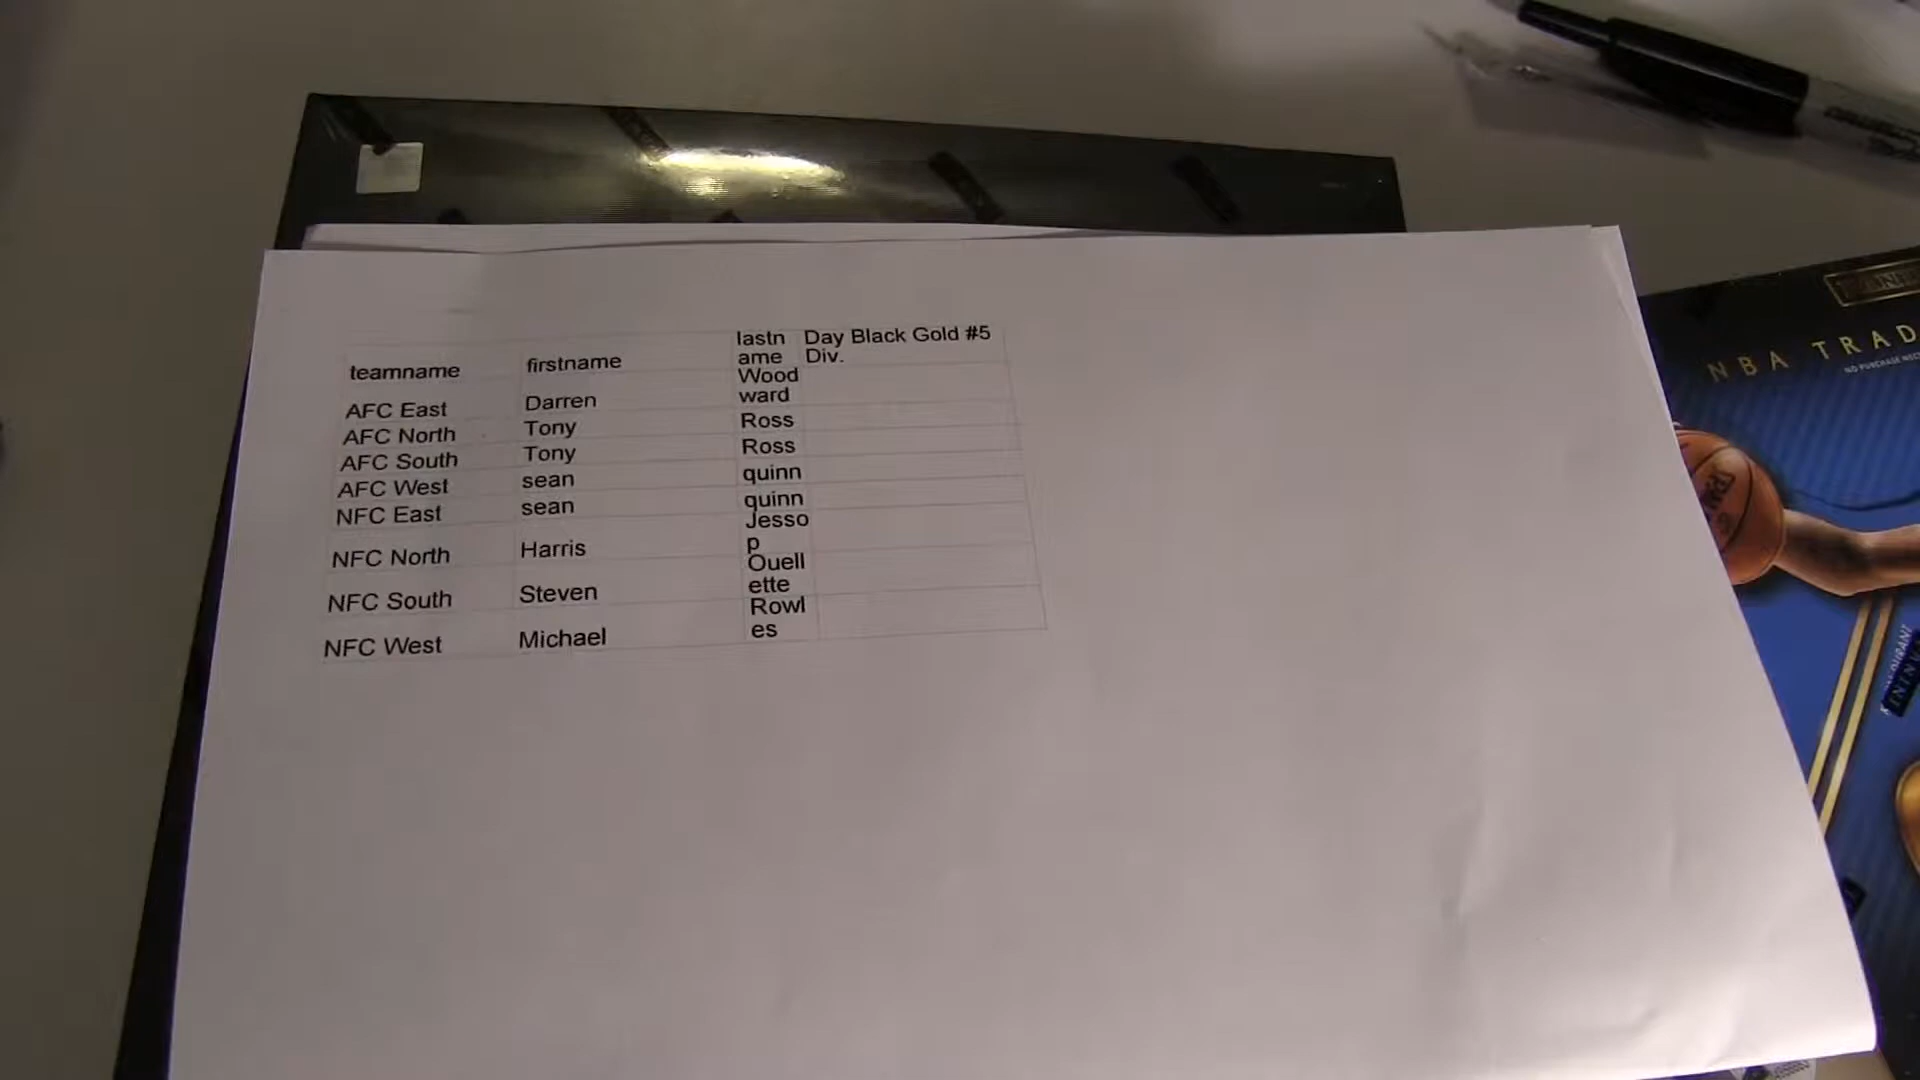 teamname firstname lastn
ame Day Black Gold #5
Div.
AFC East Darren Wood
ward
AFC North Tony Ross
AFC South Tony Ross
AFC West sean quinn
NFC East sean quinn
NFC North Harris Jesso
p
NFC South Steven Ouell
ette
NFC West Michael Rowl
es
NBA TRAD